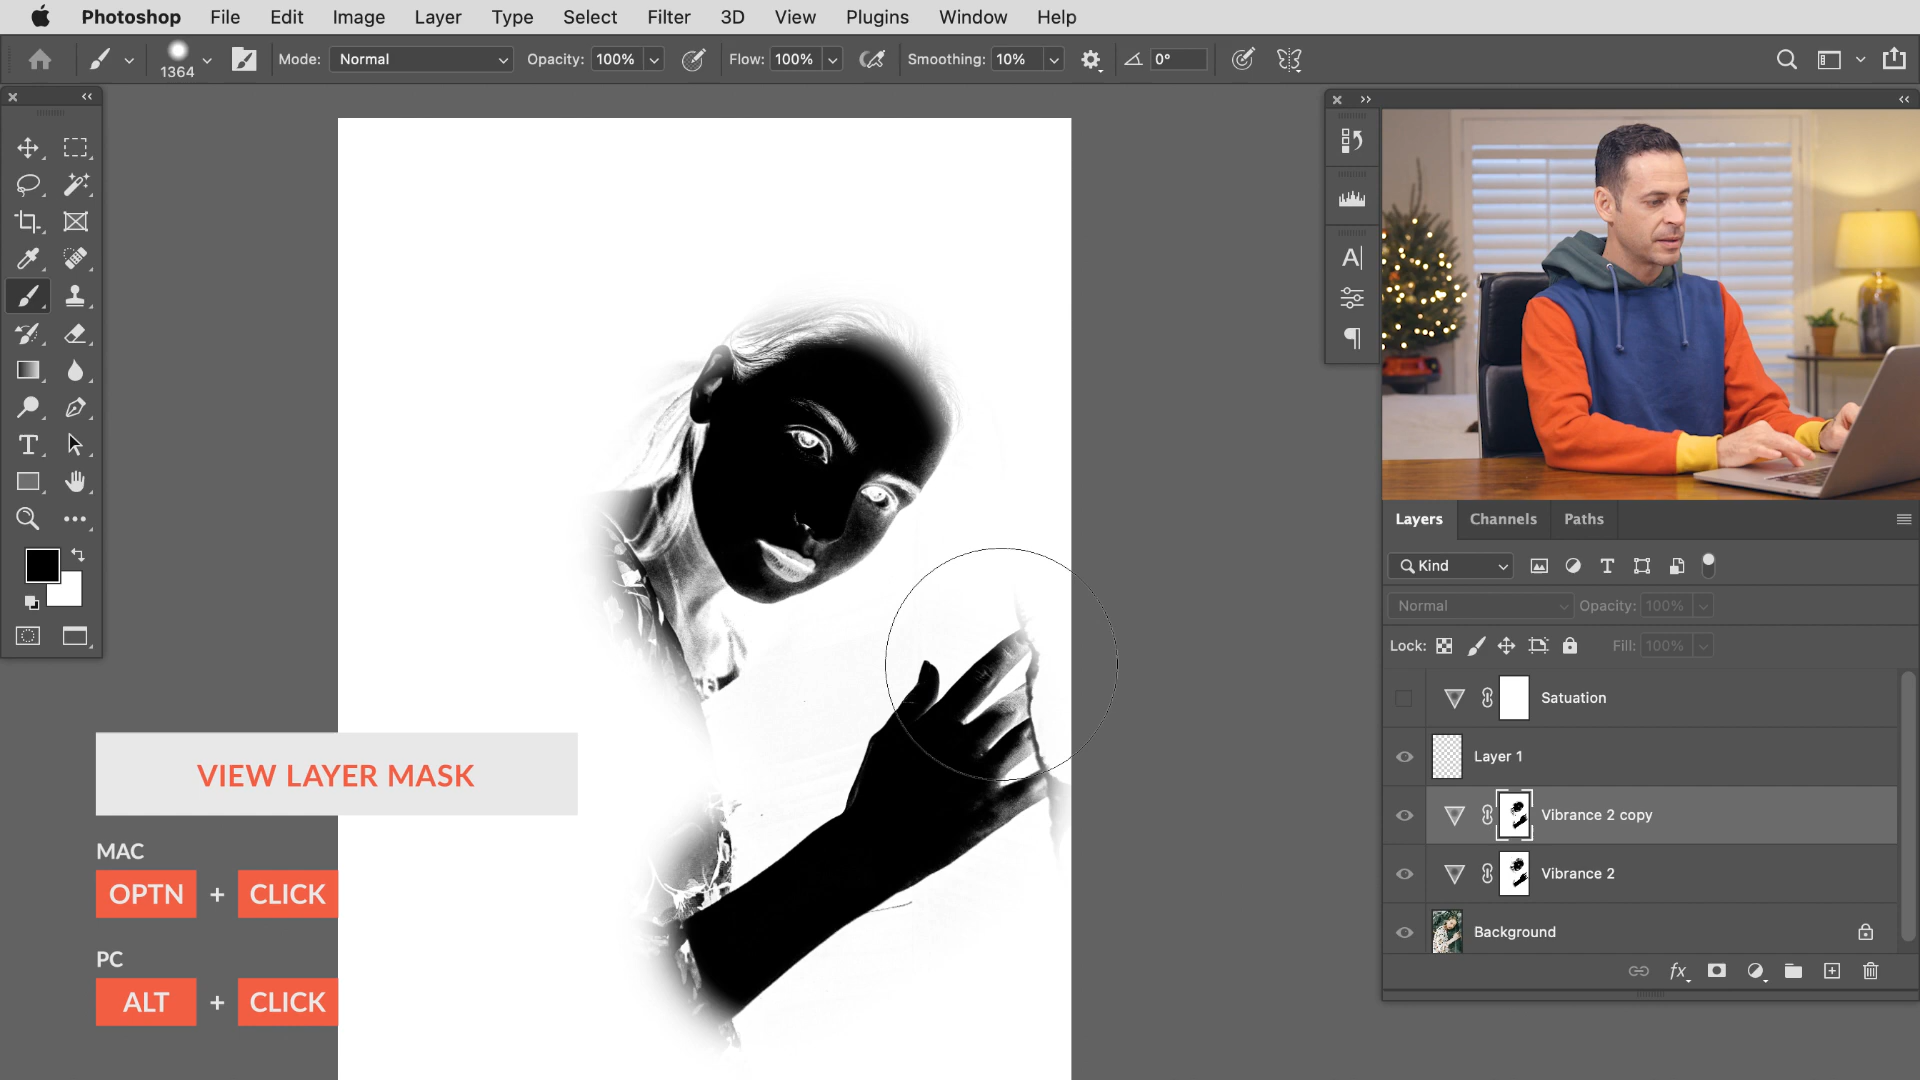 Photoshop File Edit Image Layer Type Select Filter 3D View Plugins Window Help
1364 Mode: Normal Opacity: 100% Flow: 100% Smoothing: 10% 0°
Layers Channels Paths
Kind
Normal Opacity: 100%
Lock: Fill: 100%
Satuation
Layer 1
Vibrance 2 copy
Vibrance 2
Background
fx
VIEW LAYER MASK
MAC
OPTN + CLICK
PC
ALT + CLICK